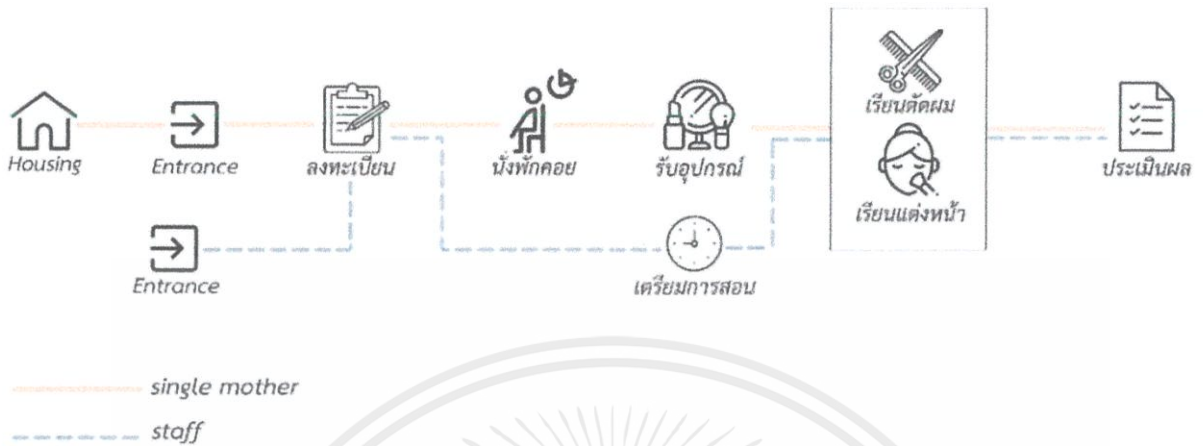 เรียนตัดผม
Housing
Entrance
ลงทะเบียน
นั่งพักคอย
รับอุปกรณ์
เรียนแต่งหน้า
ประเมินผล
Entrance
เตรียมการสอน
single mother
staff